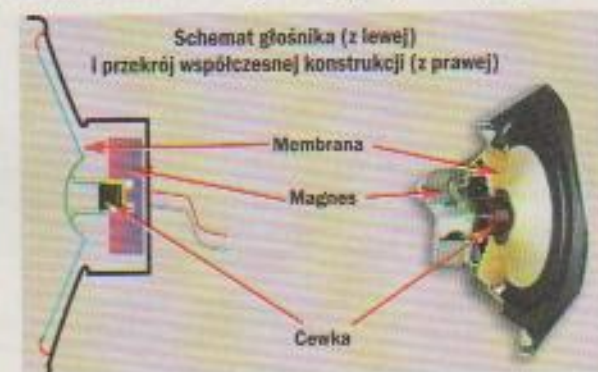 Schemat głośnika (z lewej)
i przekrój współczesnej konstrukcji (z prawej)
Membrana
Magnes
Cewka